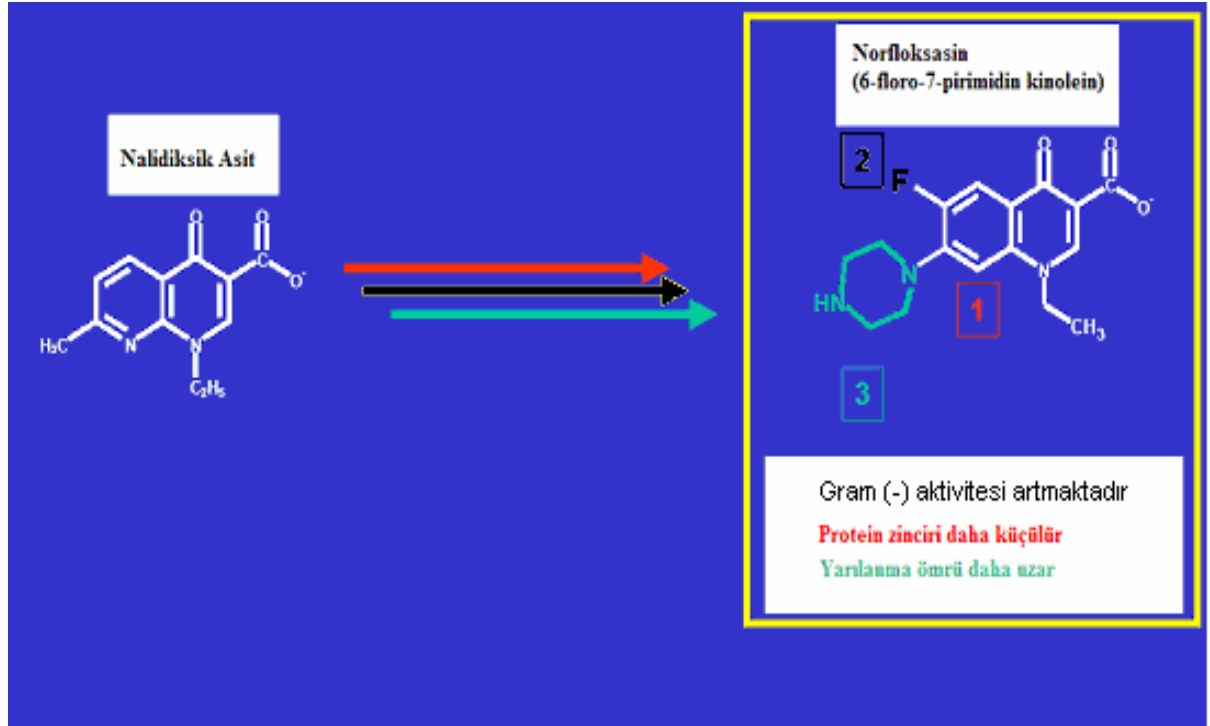 Nalidiksik Asit
O
O
C
O-
H₃C
N
N
C₂H₅
Norfloksasin
(6-floro-7-pirimidin kinolein)
2
F
O
O
C
O-
N
HN
N
1
CH₃
3
Gram (-) aktivitesi artmaktadır
Protein zinciri daha küçülür
Yarılanma ömrü daha uzar